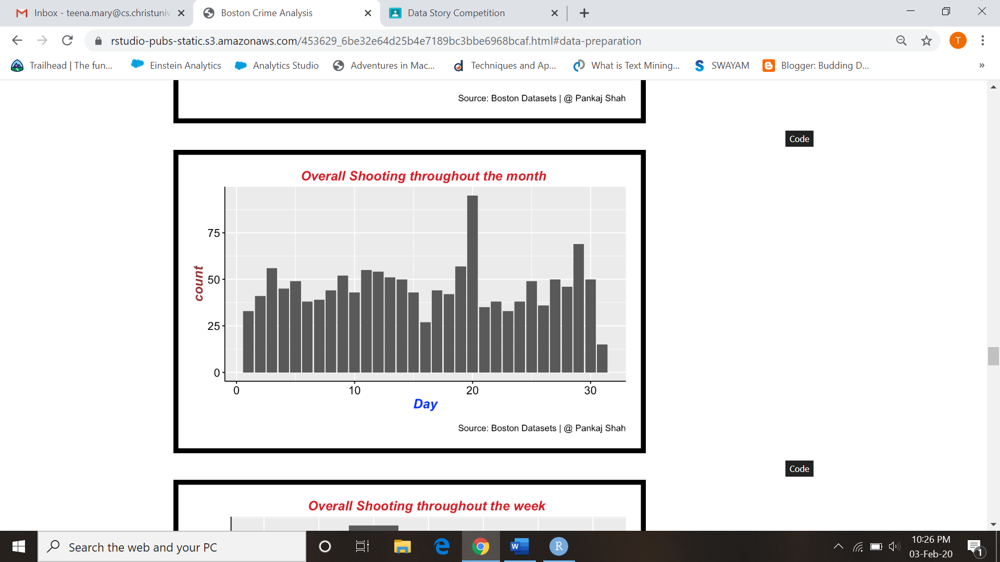 Inbox - teena.mary@cs.christuniv
Boston Crime Analysis
Data Story Competition
rstudio-pubs-static.s3.amazonaws.com/453629_6be32e64d25b4e7189bc3bbe6968bcaf.html#data-preparation
T
Trailhead | The fun...
Einstein Analytics
Analytics Studio
Adventures in Mac...
Techniques and Ap...
What is Text Mining...
SWAYAM
Blogger: Budding D...
»
Source: Boston Datasets | @ Pankaj Shah
Code
Overall Shooting throughout the month
75
50
25
0
count
0 10 20 30
Day
Source: Boston Datasets | @ Pankaj Shah
Code
Overall Shooting throughout the week
Search the web and your PC
W
R
10:26 PM
03-Feb-20
1